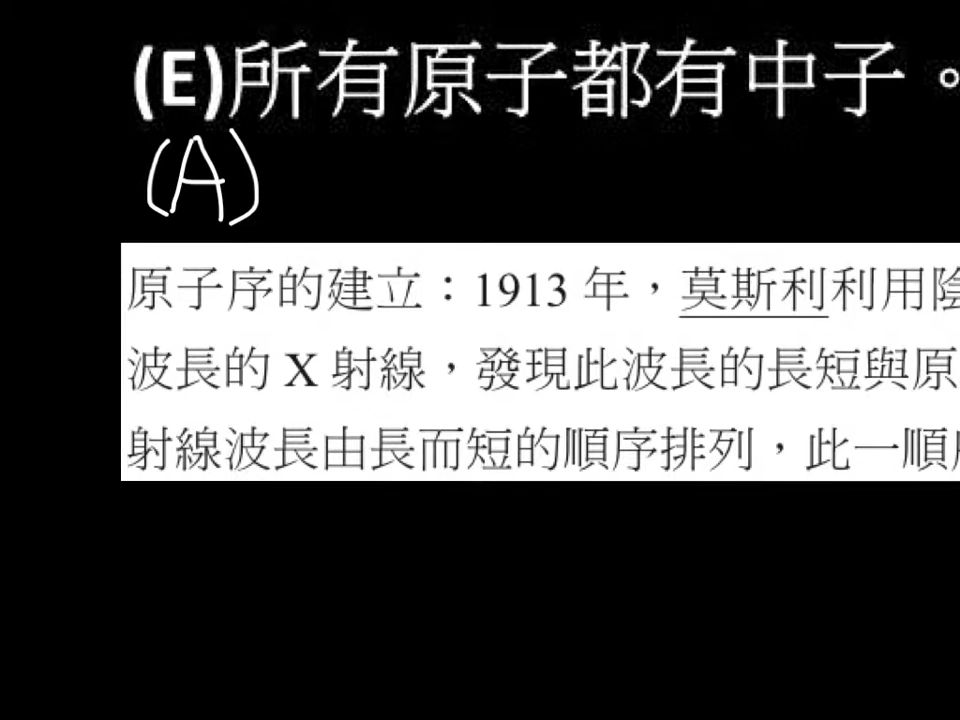 (E)所有原子都有中子。
(A)
原子序的建立：1913 年，莫斯利利用陰
波長的 X 射線，發現此波長的長短與原
射線波長由長而短的順序排列，此一順